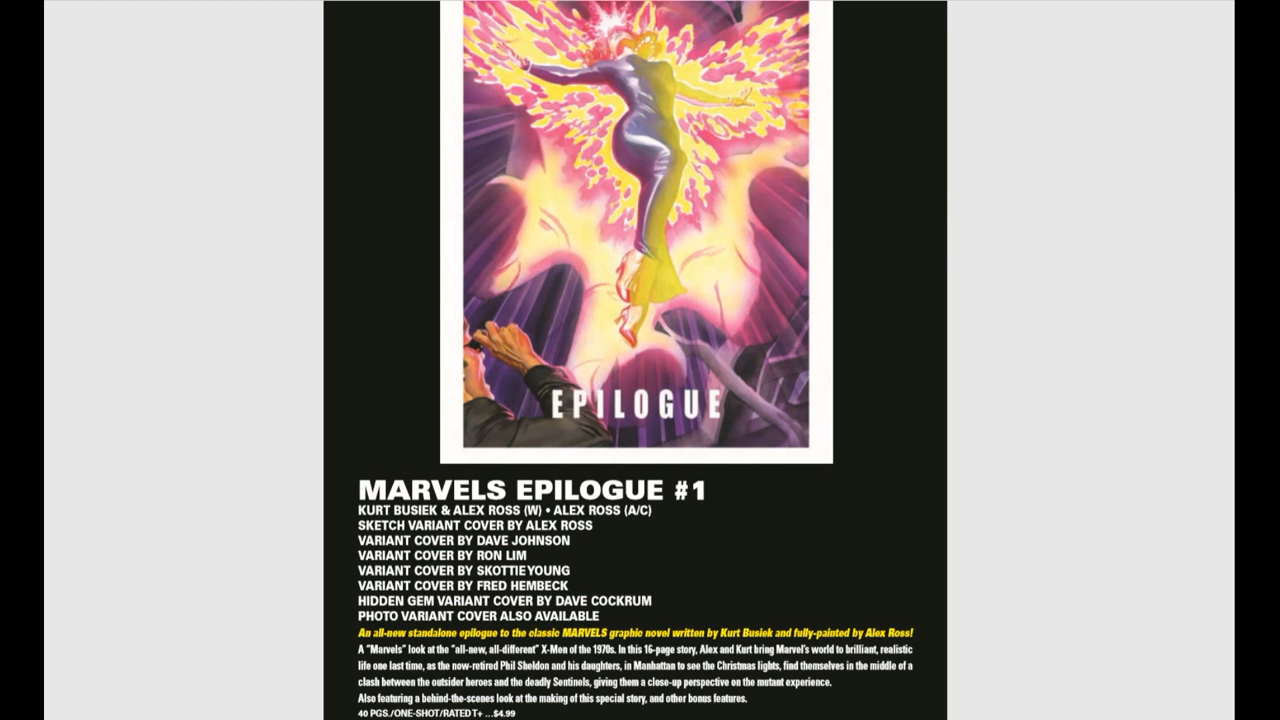 EPILOGUE
MARVELS EPILOGUE #1
KURT BUSIEK & ALEX ROSS (W) • ALEX ROSS (A/C)
SKETCH VARIANT COVER BY ALEX ROSS
VARIANT COVER BY DAVE JOHNSON
VARIANT COVER BY RON LIM
VARIANT COVER BY SKOTTIE YOUNG
VARIANT COVER BY FRED HEMBECK
HIDDEN GEM VARIANT COVER BY DAVE COCKRUM
PHOTO VARIANT COVER ALSO AVAILABLE
An all-new standalone epilogue to the classic MARVELS graphic novel written by Kurt Busiek and fully-painted by Alex Ross!
A "Marvels" look at the "all-new, all-different" X-Men of the 1970s. In this 16-page story, Alex and Kurt bring Marvel's world to brilliant, realistic
life one last time, as the now-retired Phil Sheldon and his daughters, in Manhattan to see the Christmas lights, find themselves in the middle of a
clash between the outsider heroes and the deadly Sentinels, giving them a close-up perspective on the mutant experience.
Also featuring a behind-the-scenes look at the making of this special story, and other bonus features.
40 PGS./ONE-SHOT/RATED T+ ...$4.99